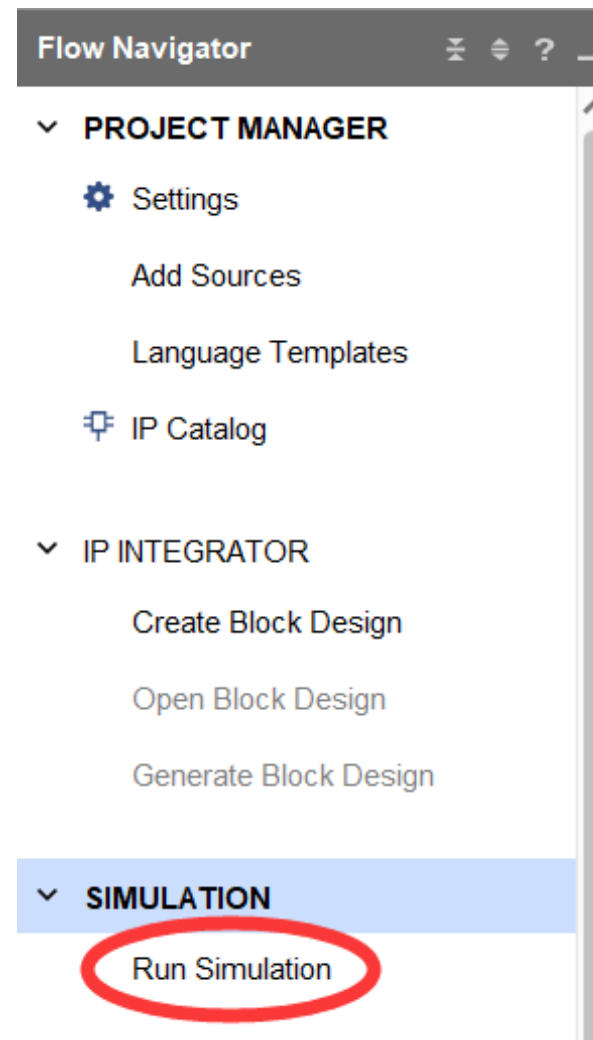 Flow Navigator ?
PROJECT MANAGER
Settings
Add Sources
Language Templates
IP Catalog
IP INTEGRATOR
Create Block Design
Open Block Design
Generate Block Design
SIMULATION
Run Simulation